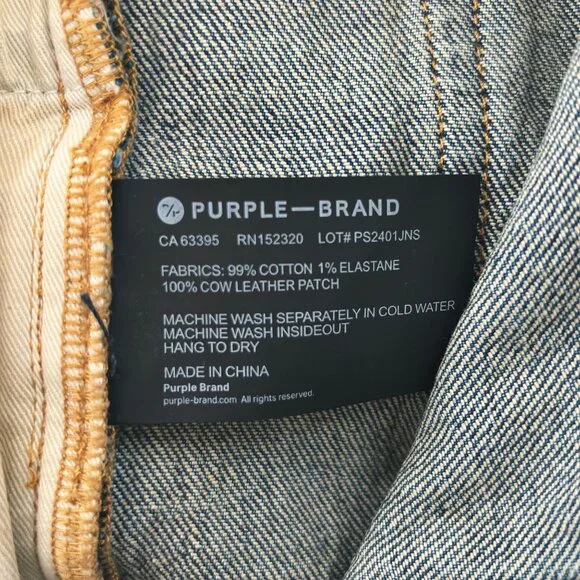 PURPLE—BRAND
CA 63395 RN152320 LOT# PS2401JNS
FABRICS: 99% COTTON 1% ELASTANE
100% COW LEATHER PATCH
MACHINE WASH SEPARATELY IN COLD WATER
MACHINE WASH INSIDEOUT
HANG TO DRY
MADE IN CHINA
Purple Brand
purple-brand.com All rights reserved.